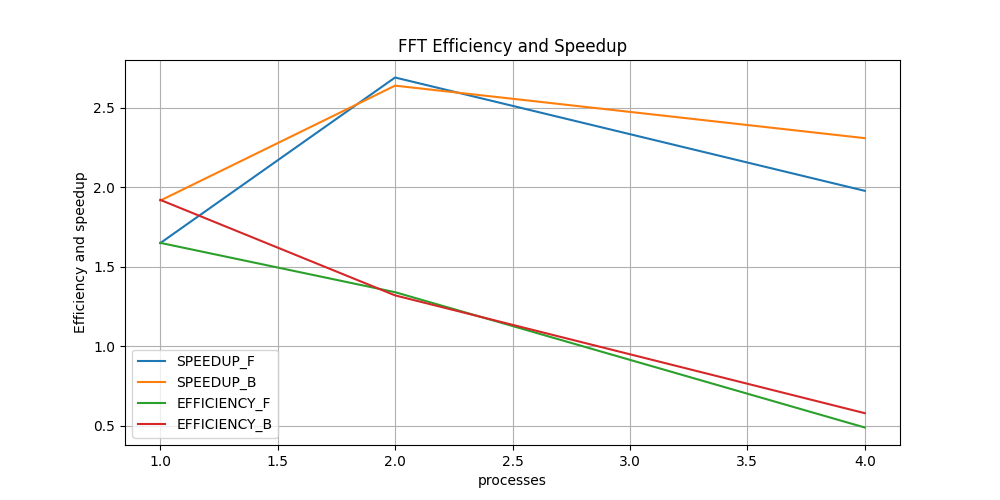 FFT Efficiency and Speedup
Efficiency and speedup
2.5
2.0
1.5
1.0
0.5
SPEEDUP_F
SPEEDUP_B
EFFICIENCY_F
EFFICIENCY_B
1.0 1.5 2.0 2.5 3.0 3.5 4.0
processes